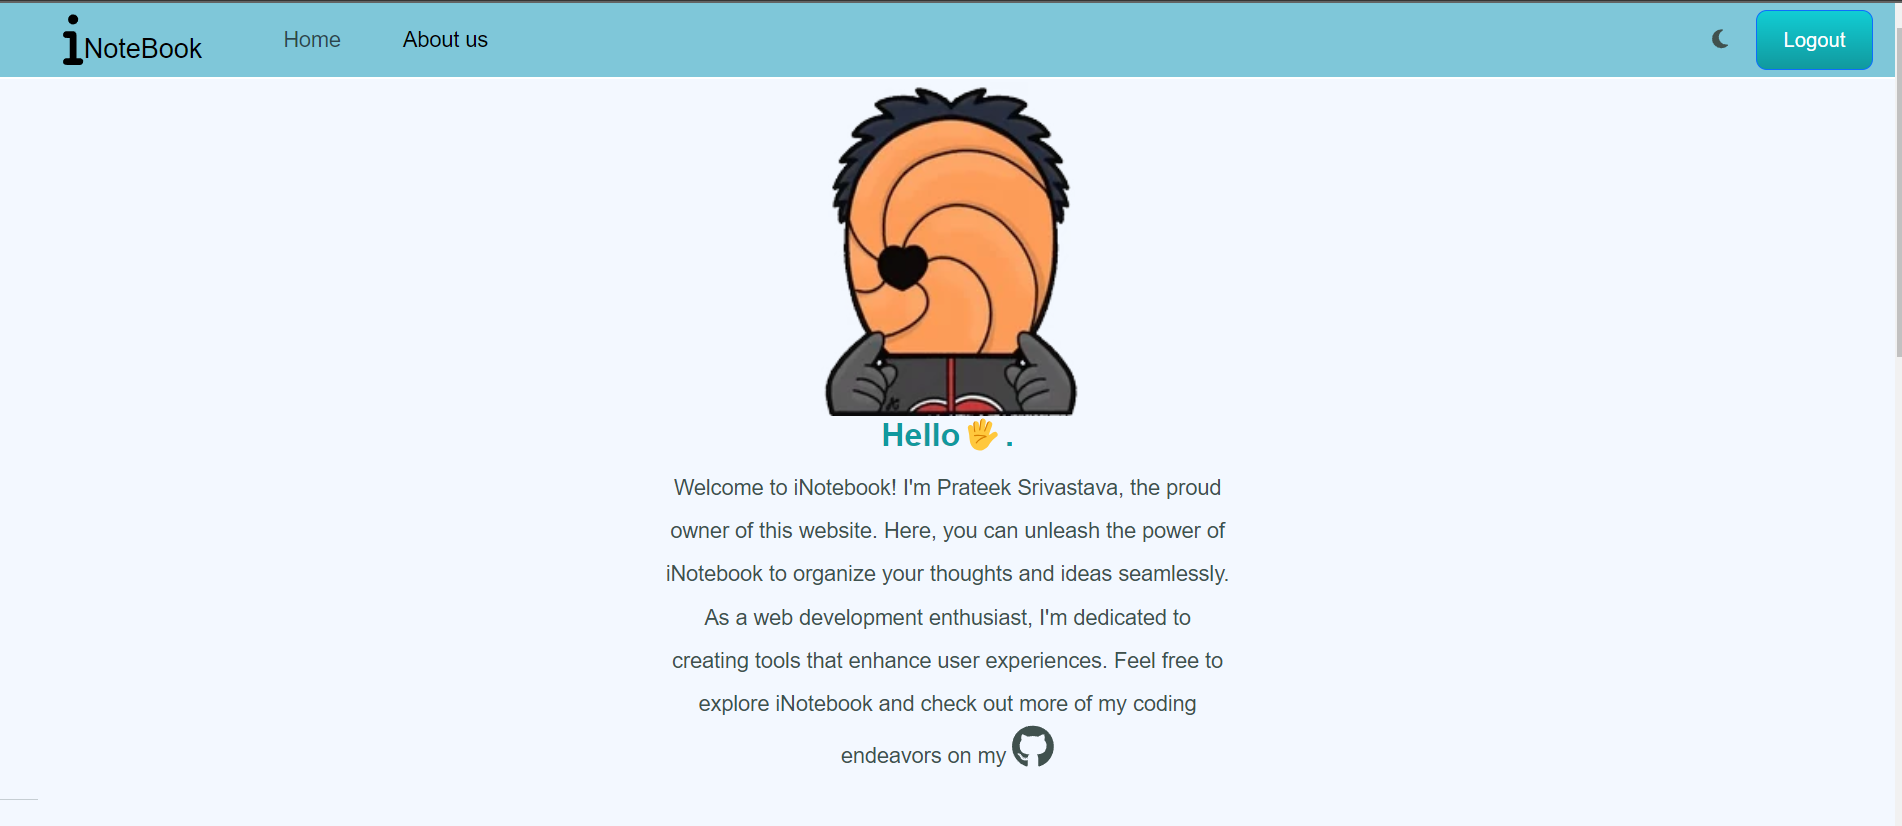 iNoteBook
Home
About us
Logout
Hello🖐.
Welcome to iNotebook! I'm Prateek Srivastava, the proud
owner of this website. Here, you can unleash the power of
iNotebook to organize your thoughts and ideas seamlessly.
As a web development enthusiast, I'm dedicated to
creating tools that enhance user experiences. Feel free to
explore iNotebook and check out more of my coding
endeavors on my